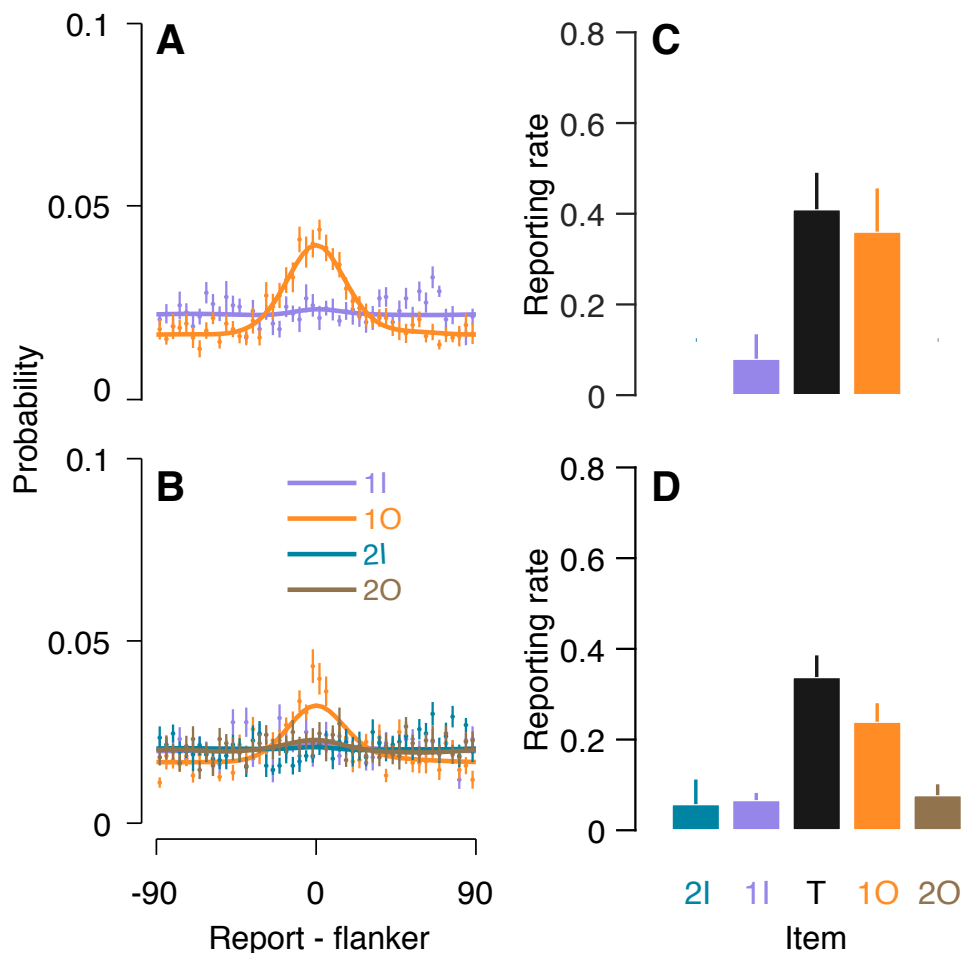 A
0.1
0.05
0
Probability
C
0.8
0.6
0.4
0.2
0
Reporting rate
B
0.1
0.05
0
1I
1O
2I
2O
-90
0
90
Report - flanker
D
0.8
0.6
0.4
0.2
0
Reporting rate
2I
1I
T
1O
2O
Item